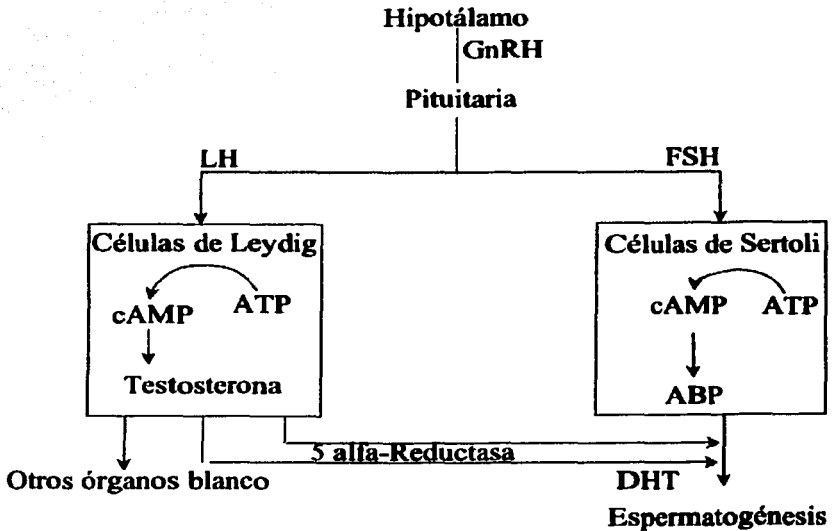 Hipotálamo
GnRH
Pituitaria
LH
FSH
Células de Leydig
cAMP
ATP
Testosterona
Células de Sertoli
cAMP
ATP
ABP
5 alfa-Reductasa
Otros órganos blanco
DHT
Espermatogénesis